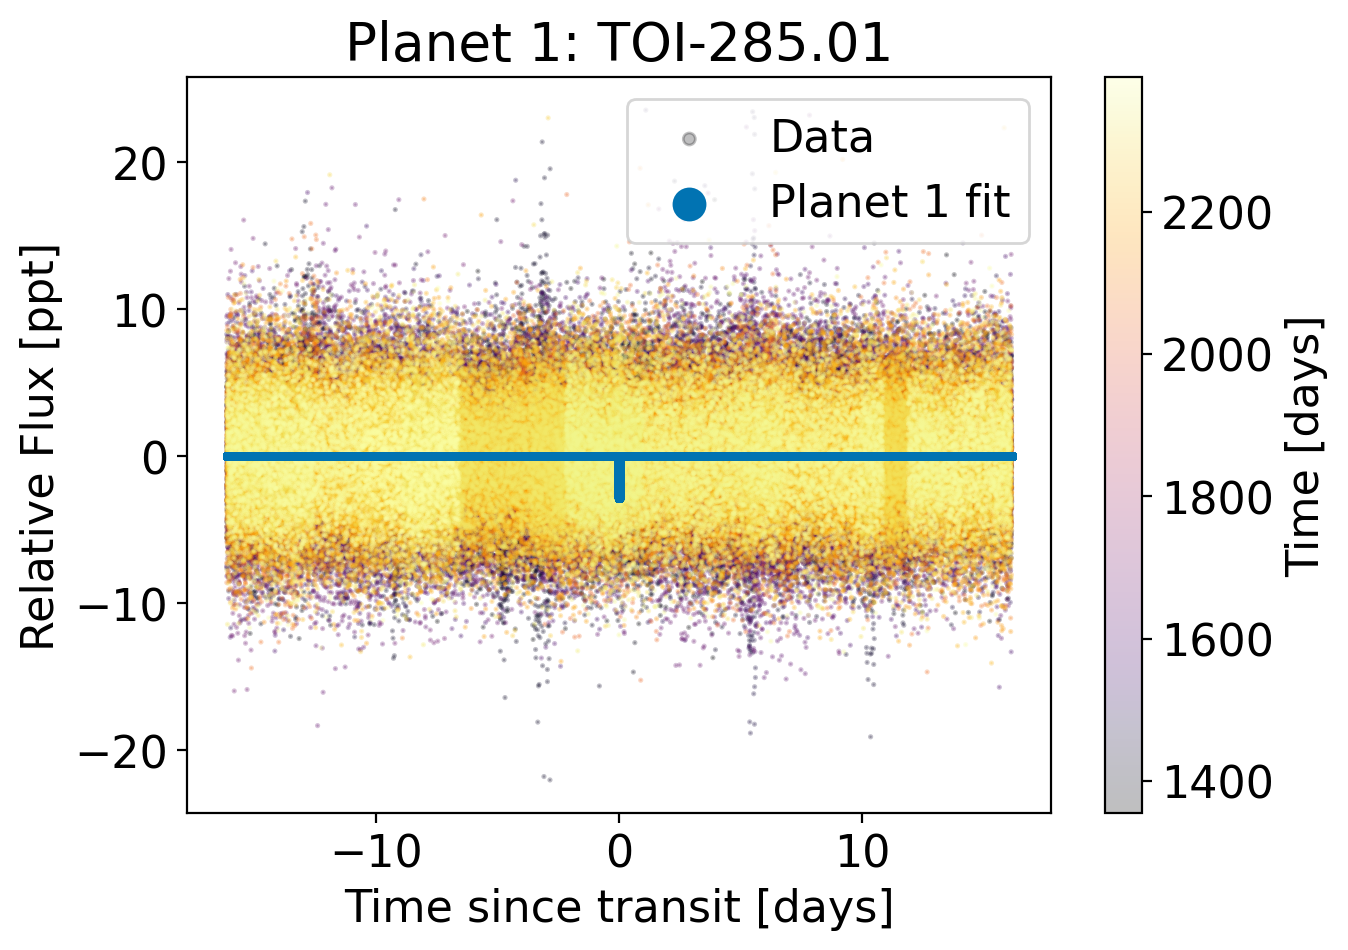 Planet 1: TOI-285.01
Data
Planet 1 fit
Relative Flux [ppt]
20
10
0
−10
−20
−10
0
10
Time since transit [days]
2200
2000
1800
1600
1400
Time [days]